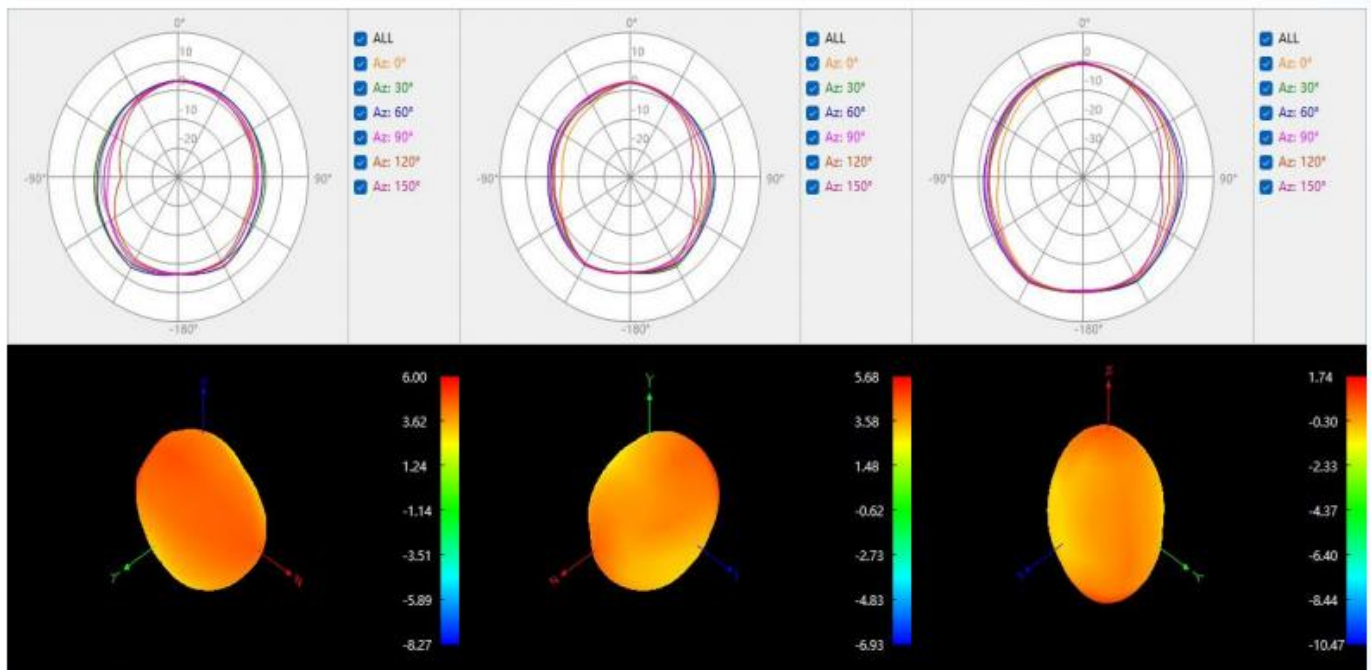 0°
10
0
-10
-20
-90°
90°
-180°
ALL
Az: 0°
Az: 30°
Az: 60°
Az: 90°
Az: 120°
Az: 150°
0°
10
0
-10
-20
-90°
90°
-180°
ALL
Az: 0°
Az: 30°
Az: 60°
Az: 90°
Az: 120°
Az: 150°
0°
0
-10
-20
-30
-90°
90°
-180°
ALL
Az: 0°
Az: 30°
Az: 60°
Az: 90°
Az: 120°
Az: 150°
6.00
3.62
1.24
-1.14
-3.51
-5.89
-8.27
Y
5.68
3.58
1.48
-0.62
-2.73
-4.83
-6.93
Y
1.74
-0.30
-2.33
-4.37
-6.40
-8.44
-10.47
Y